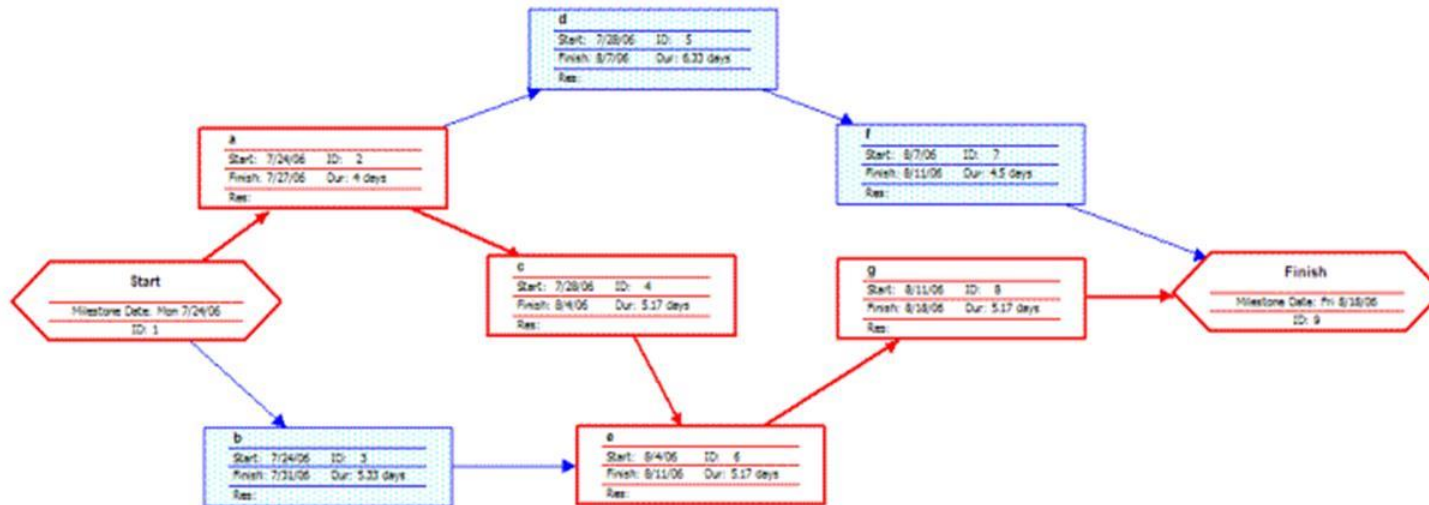 d
Start: 7/28/06 ID: 5
Finish: 8/7/06 Dur: 6.33 days
Res:
a
Start: 7/24/06 ID: 2
Finish: 7/27/06 Dur: 4 days
Res:
f
Start: 8/7/06 ID: 7
Finish: 8/11/06 Dur: 4.5 days
Res:
Start
Milestone Date: Mon 7/24/06
ID: 1
c
Start: 7/28/06 ID: 4
Finish: 8/4/06 Dur: 5.17 days
Res:
g
Start: 8/11/06 ID: 8
Finish: 8/18/06 Dur: 5.17 days
Res:
Finish
Milestone Date: Fri 8/18/06
ID: 9
b
Start: 7/24/06 ID: 3
Finish: 7/31/06 Dur: 5.33 days
Res:
e
Start: 8/4/06 ID: 6
Finish: 8/11/06 Dur: 5.17 days
Res: